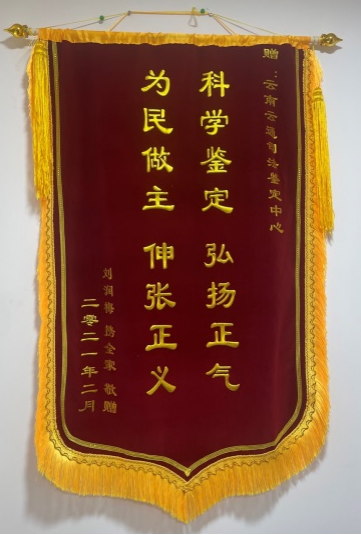 赠：云南云通司法鉴定中心
科学鉴定 弘扬正气
为民做主 伸张正义
刘润梅 携全家 敬赠
二零二一年二月